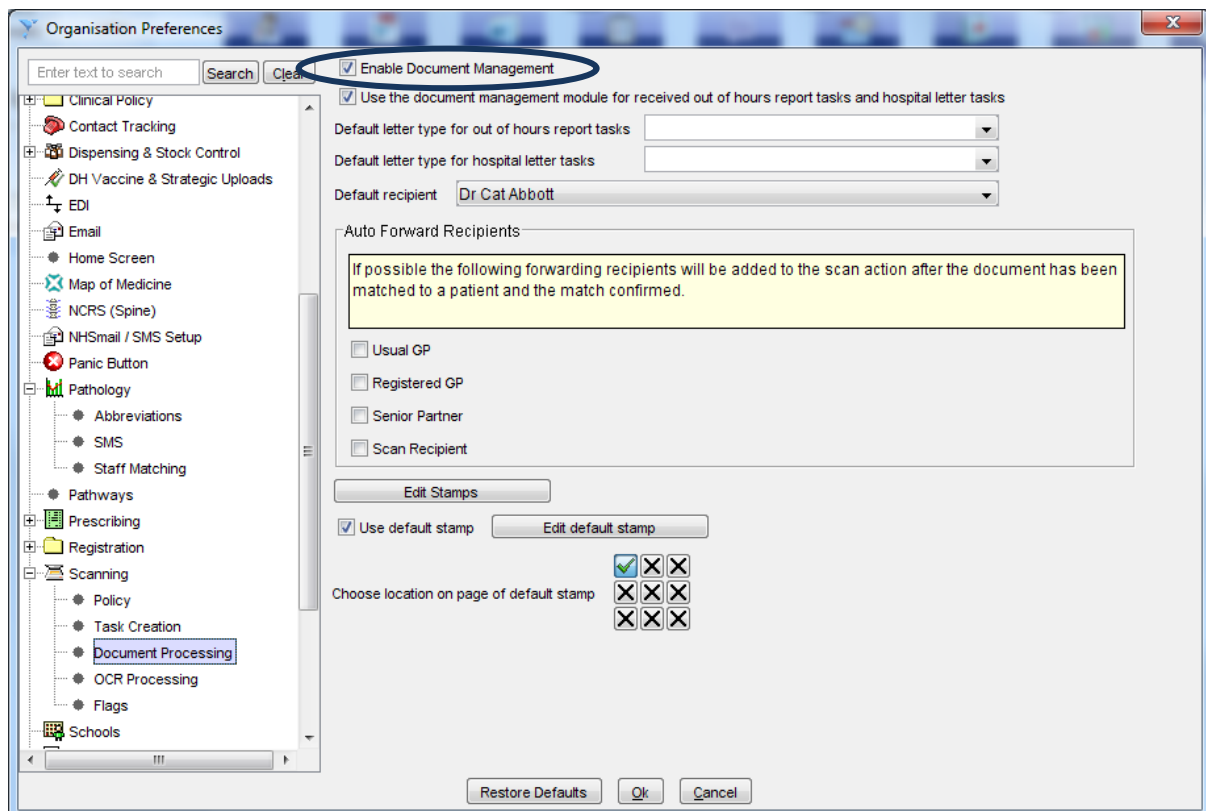 Organisation Preferences
Enter text to search
Search
Clear
Clinical Policy
Contact Tracking
Dispensing & Stock Control
DH Vaccine & Strategic Uploads
EDI
Email
Home Screen
Map of Medicine
NCRS (Spine)
NHSmail / SMS Setup
Panic Button
Pathology
Abbreviations
SMS
Staff Matching
Pathways
Prescribing
Registration
Scanning
Policy
Task Creation
Document Processing
OCR Processing
Flags
Schools
Enable Document Management
Use the document management module for received out of hours report tasks and hospital letter tasks
Default letter type for out of hours report tasks
Default letter type for hospital letter tasks
Default recipient Dr Cat Abbott
Auto Forward Recipients
If possible the following forwarding recipients will be added to the scan action after the document has been
matched to a patient and the match confirmed.
Usual GP
Registered GP
Senior Partner
Scan Recipient
Edit Stamps
Use default stamp Edit default stamp
Choose location on page of default stamp
Restore Defaults Ok Cancel